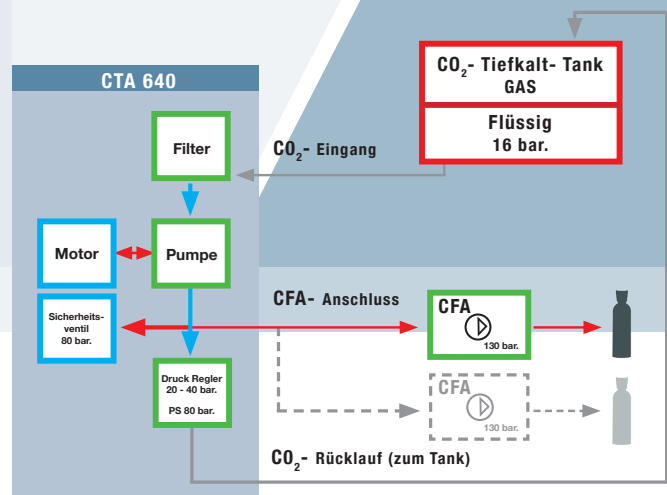 CTA 640
CO₂- Tiefkalt- Tank
GAS
Flüssig
16 bar.
CO₂- Eingang
Filter
Motor
Pumpe
Sicherheits-
ventil
80 bar.
CFA- Anschluss
CFA
130 bar.
Druck Regler
20 - 40 bar.
PS 80 bar.
CFA
130 bar.
CO₂- Rücklauf (zum Tank)